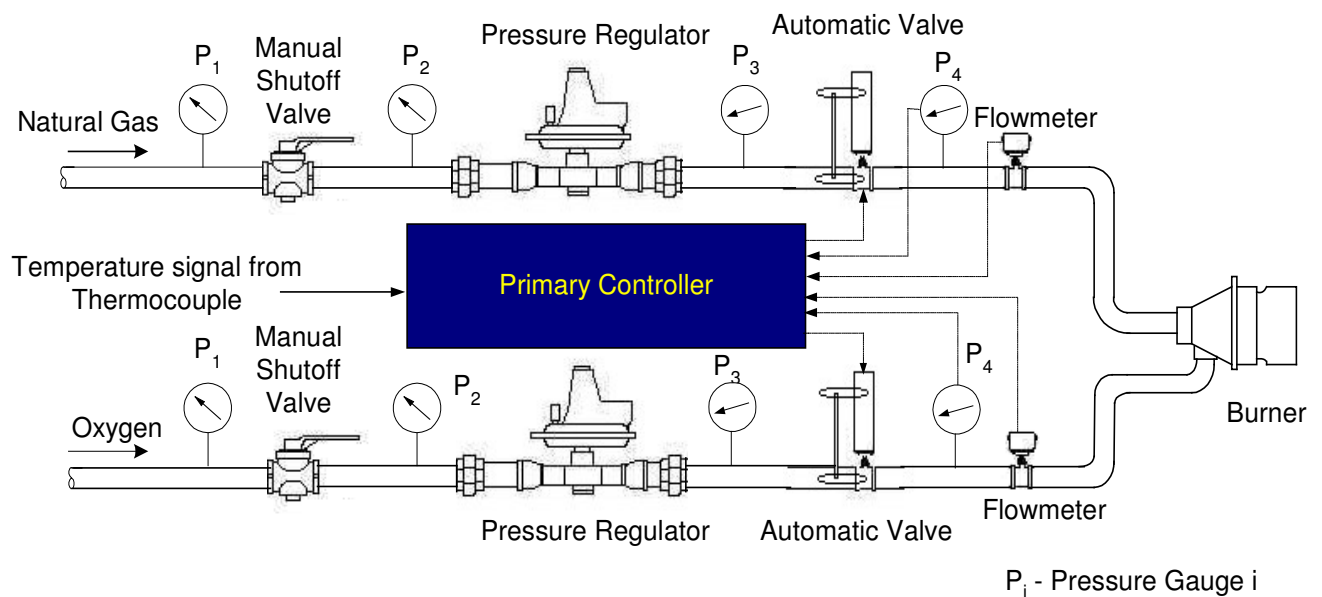 Pressure Regulator
Automatic Valve
P1
Manual
Shutoff
Valve
P2
P3
P4
Natural Gas
Flowmeter
Temperature signal from
Thermocouple
Primary Controller
P1
Manual
Shutoff
Valve
P2
P3
P4
Oxygen
Burner
Pressure Regulator
Automatic Valve
Flowmeter
Pi - Pressure Gauge i